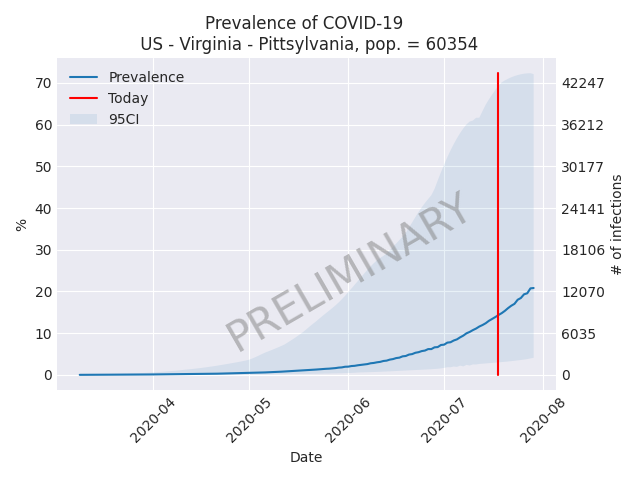 Prevalence of COVID-19
US - Virginia - Pittsylvania, pop. = 60354
Prevalence
Today
95CI
70
60
50
40
30
20
10
0
%
42247
36212
30177
24141
18106
12070
6035
0
# of infections
PRELIMINARY
2020-04
2020-05
2020-06
2020-07
2020-08
Date